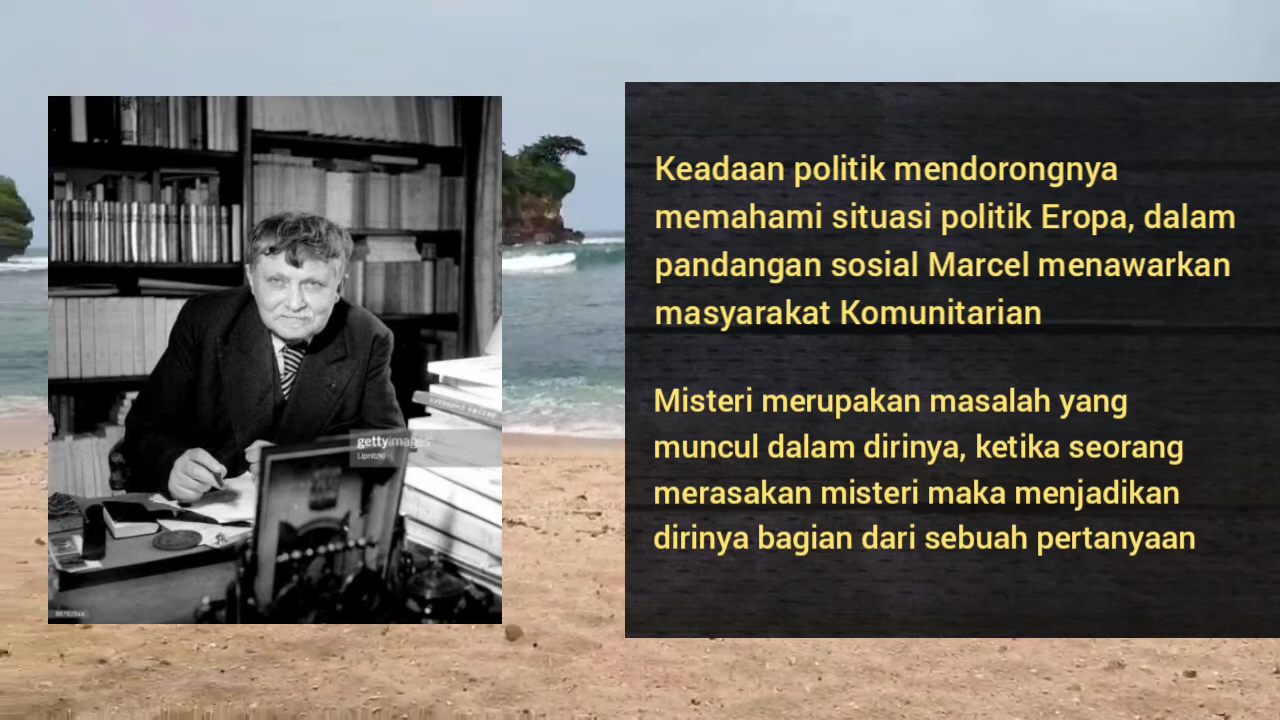 Keadaan politik mendorongnya
memahami situasi politik Eropa, dalam
pandangan sosial Marcel menawarkan
masyarakat Komunitarian
Misteri merupakan masalah yang
muncul dalam dirinya, ketika seorang
merasakan misteri maka menjadikan
dirinya bagian dari sebuah pertanyaan
gettyimages
Lipnitzki